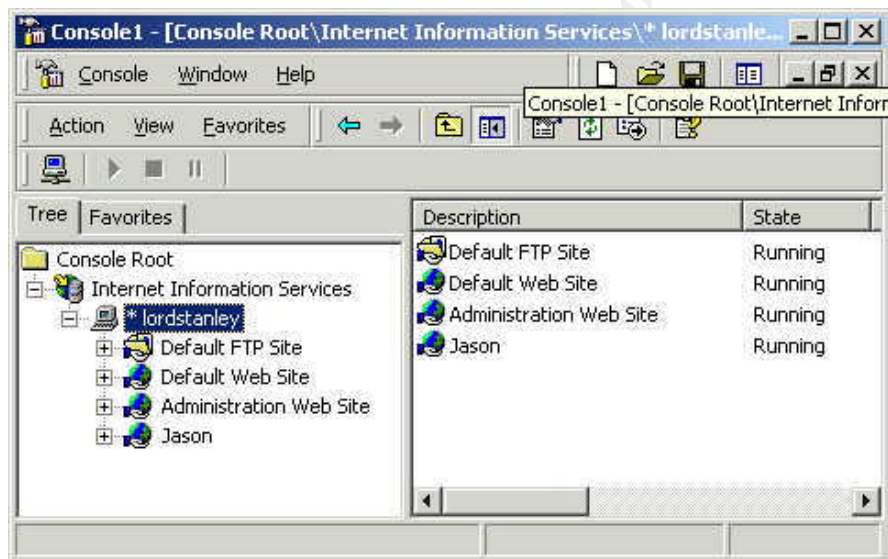 Console1 - [Console Root\Internet Information Services\* lordstanle...
Console Window Help
Console1 - [Console Root\Internet Inforr
Action View Favorites
Tree Favorites
Console Root
Internet Information Services
* lordstanley
Default FTP Site
Default Web Site
Administration Web Site
Jason
Description State
Default FTP Site Running
Default Web Site Running
Administration Web Site Running
Jason Running